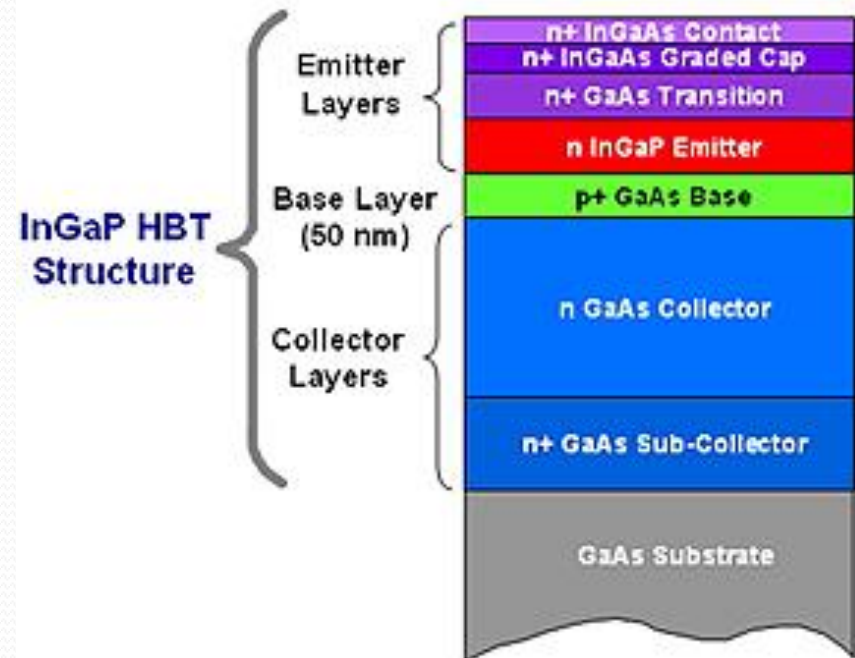 InGaP HBT
Structure
Emitter
Layers
Base Layer
(50 nm)
Collector
Layers
n+ InGaAs Contact
n+ InGaAs Graded Cap
n+ GaAs Transition
n InGaP Emitter
p+ GaAs Base
n GaAs Collector
n+ GaAs Sub-Collector
GaAs Substrate